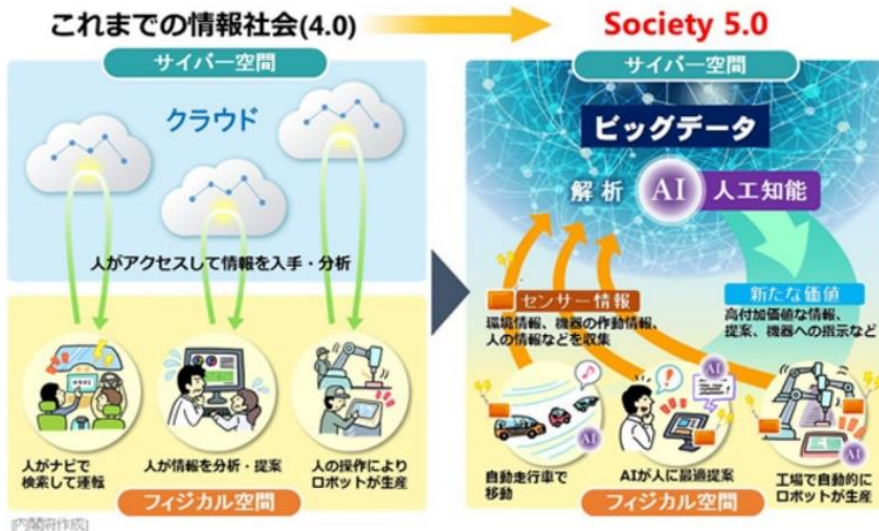 これまでの情報社会(4.0)
Society 5.0
サイバー空間
クラウド
人がアクセスして情報を入手・分析
人がナビで
検索して運転
人が情報を分析・提案
人の操作により
ロボットが生産
フィジカル空間
サイバー空間
ビッグデータ
解析 AI 人工知能
センサー情報
環境情報、機器の作動情報、
人の情報などを収集
新たな価値
高付加価値な情報、
提案、機器への指示など
AI
AI
AI
自動走行車で
移動
AIが人に最適提案
工場で自動的に
ロボットが生産
フィジカル空間
[内閣府作成]